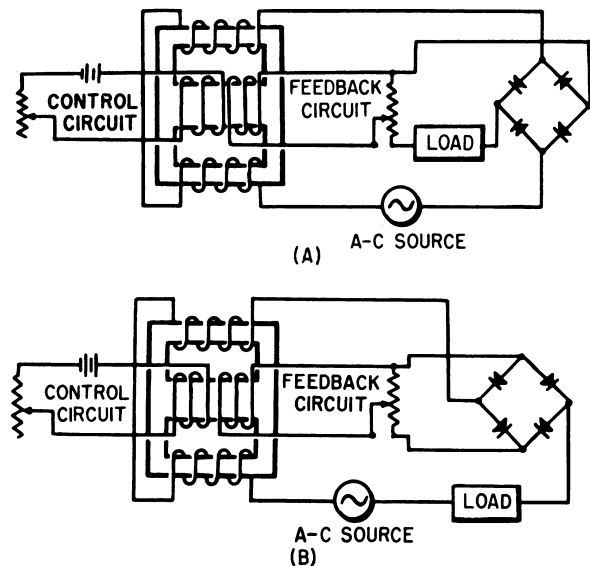 CONTROL
CIRCUIT
FEEDBACK
CIRCUIT
LOAD
A-C SOURCE
(A)
CONTROL
CIRCUIT
FEEDBACK
CIRCUIT
LOAD
A-C SOURCE
(B)